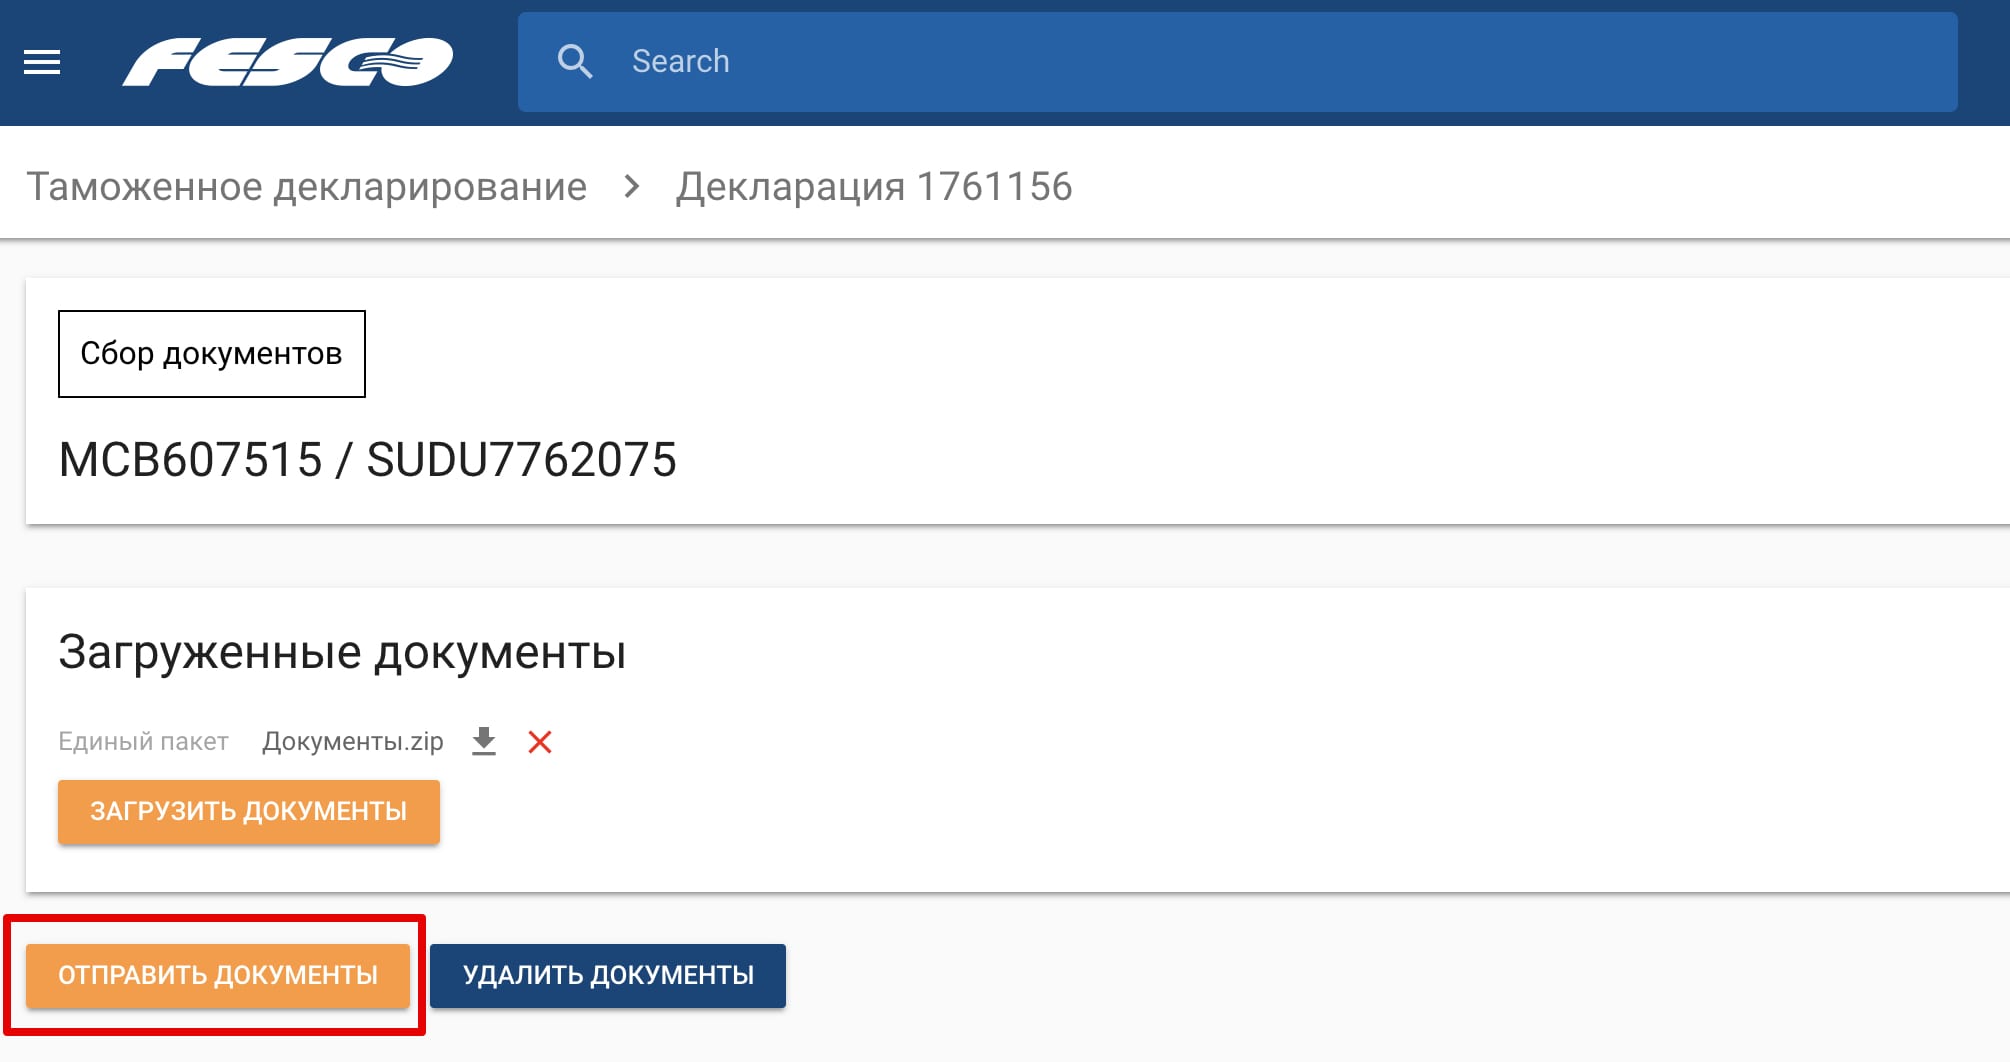 FESCO
Search
Таможенное декларирование > Декларация 1761156
Сбор документов
MCB607515 / SUDU7762075
Загруженные документы
Единый пакет Документы.zip
ЗАГРУЗИТЬ ДОКУМЕНТЫ
ОТПРАВИТЬ ДОКУМЕНТЫ УДАЛИТЬ ДОКУМЕНТЫ